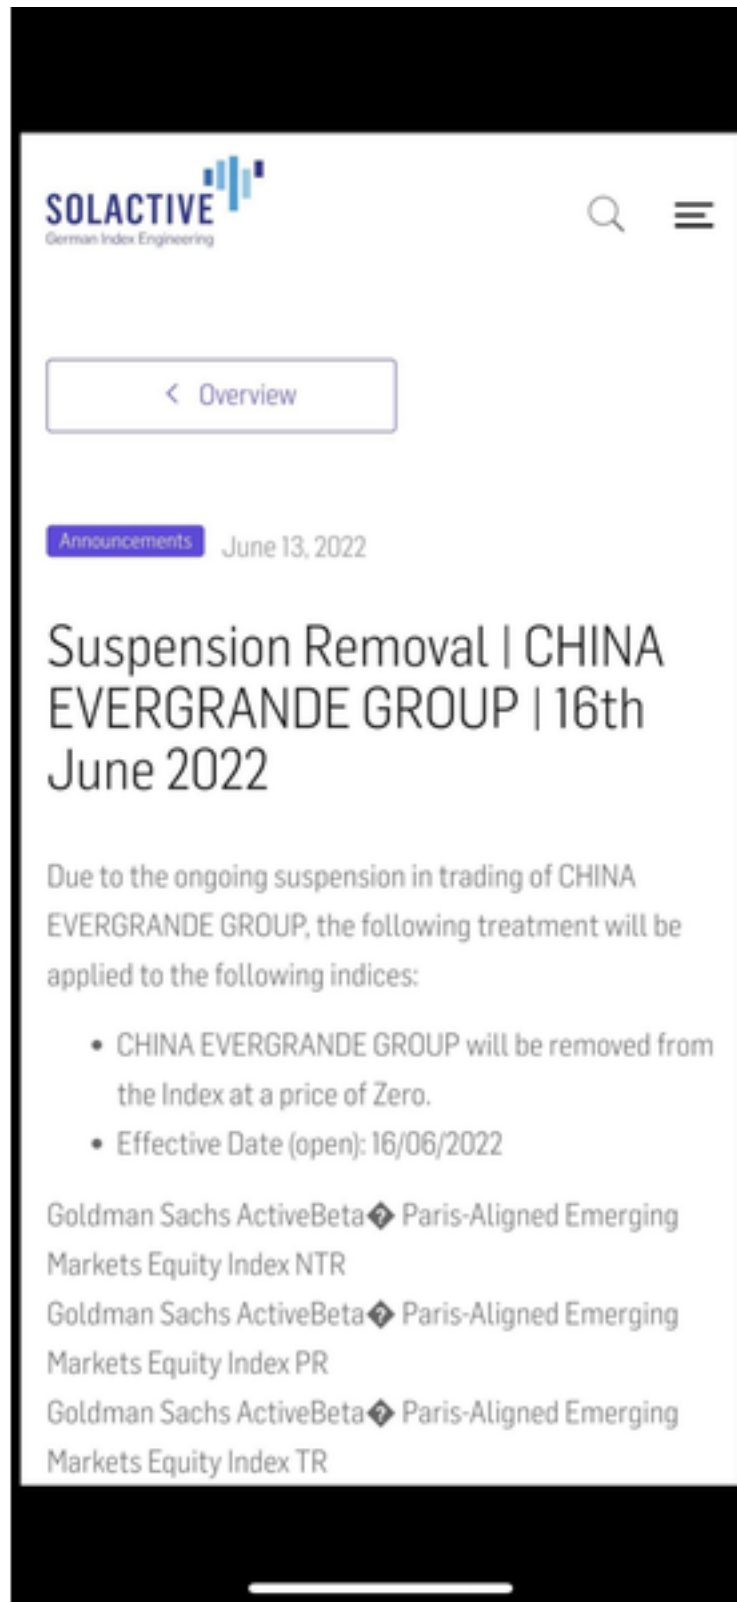 SOLACTIVE
German Index Engineering
< Overview
Announcements June 13, 2022
Suspension Removal | CHINA
EVERGRANDE GROUP | 16th
June 2022
Due to the ongoing suspension in trading of CHINA
EVERGRANDE GROUP, the following treatment will be
applied to the following indices:
• CHINA EVERGRANDE GROUP will be removed from
the Index at a price of Zero.
• Effective Date (open): 16/06/2022
Goldman Sachs ActiveBeta� Paris-Aligned Emerging
Markets Equity Index NTR
Goldman Sachs ActiveBeta� Paris-Aligned Emerging
Markets Equity Index PR
Goldman Sachs ActiveBeta� Paris-Aligned Emerging
Markets Equity Index TR